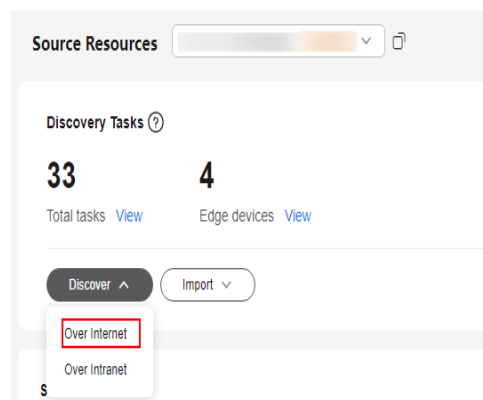 Source Resources
Discovery Tasks ?
33 4
Total tasks View Edge devices View
Discover Import
Over Internet
Over Intranet
S